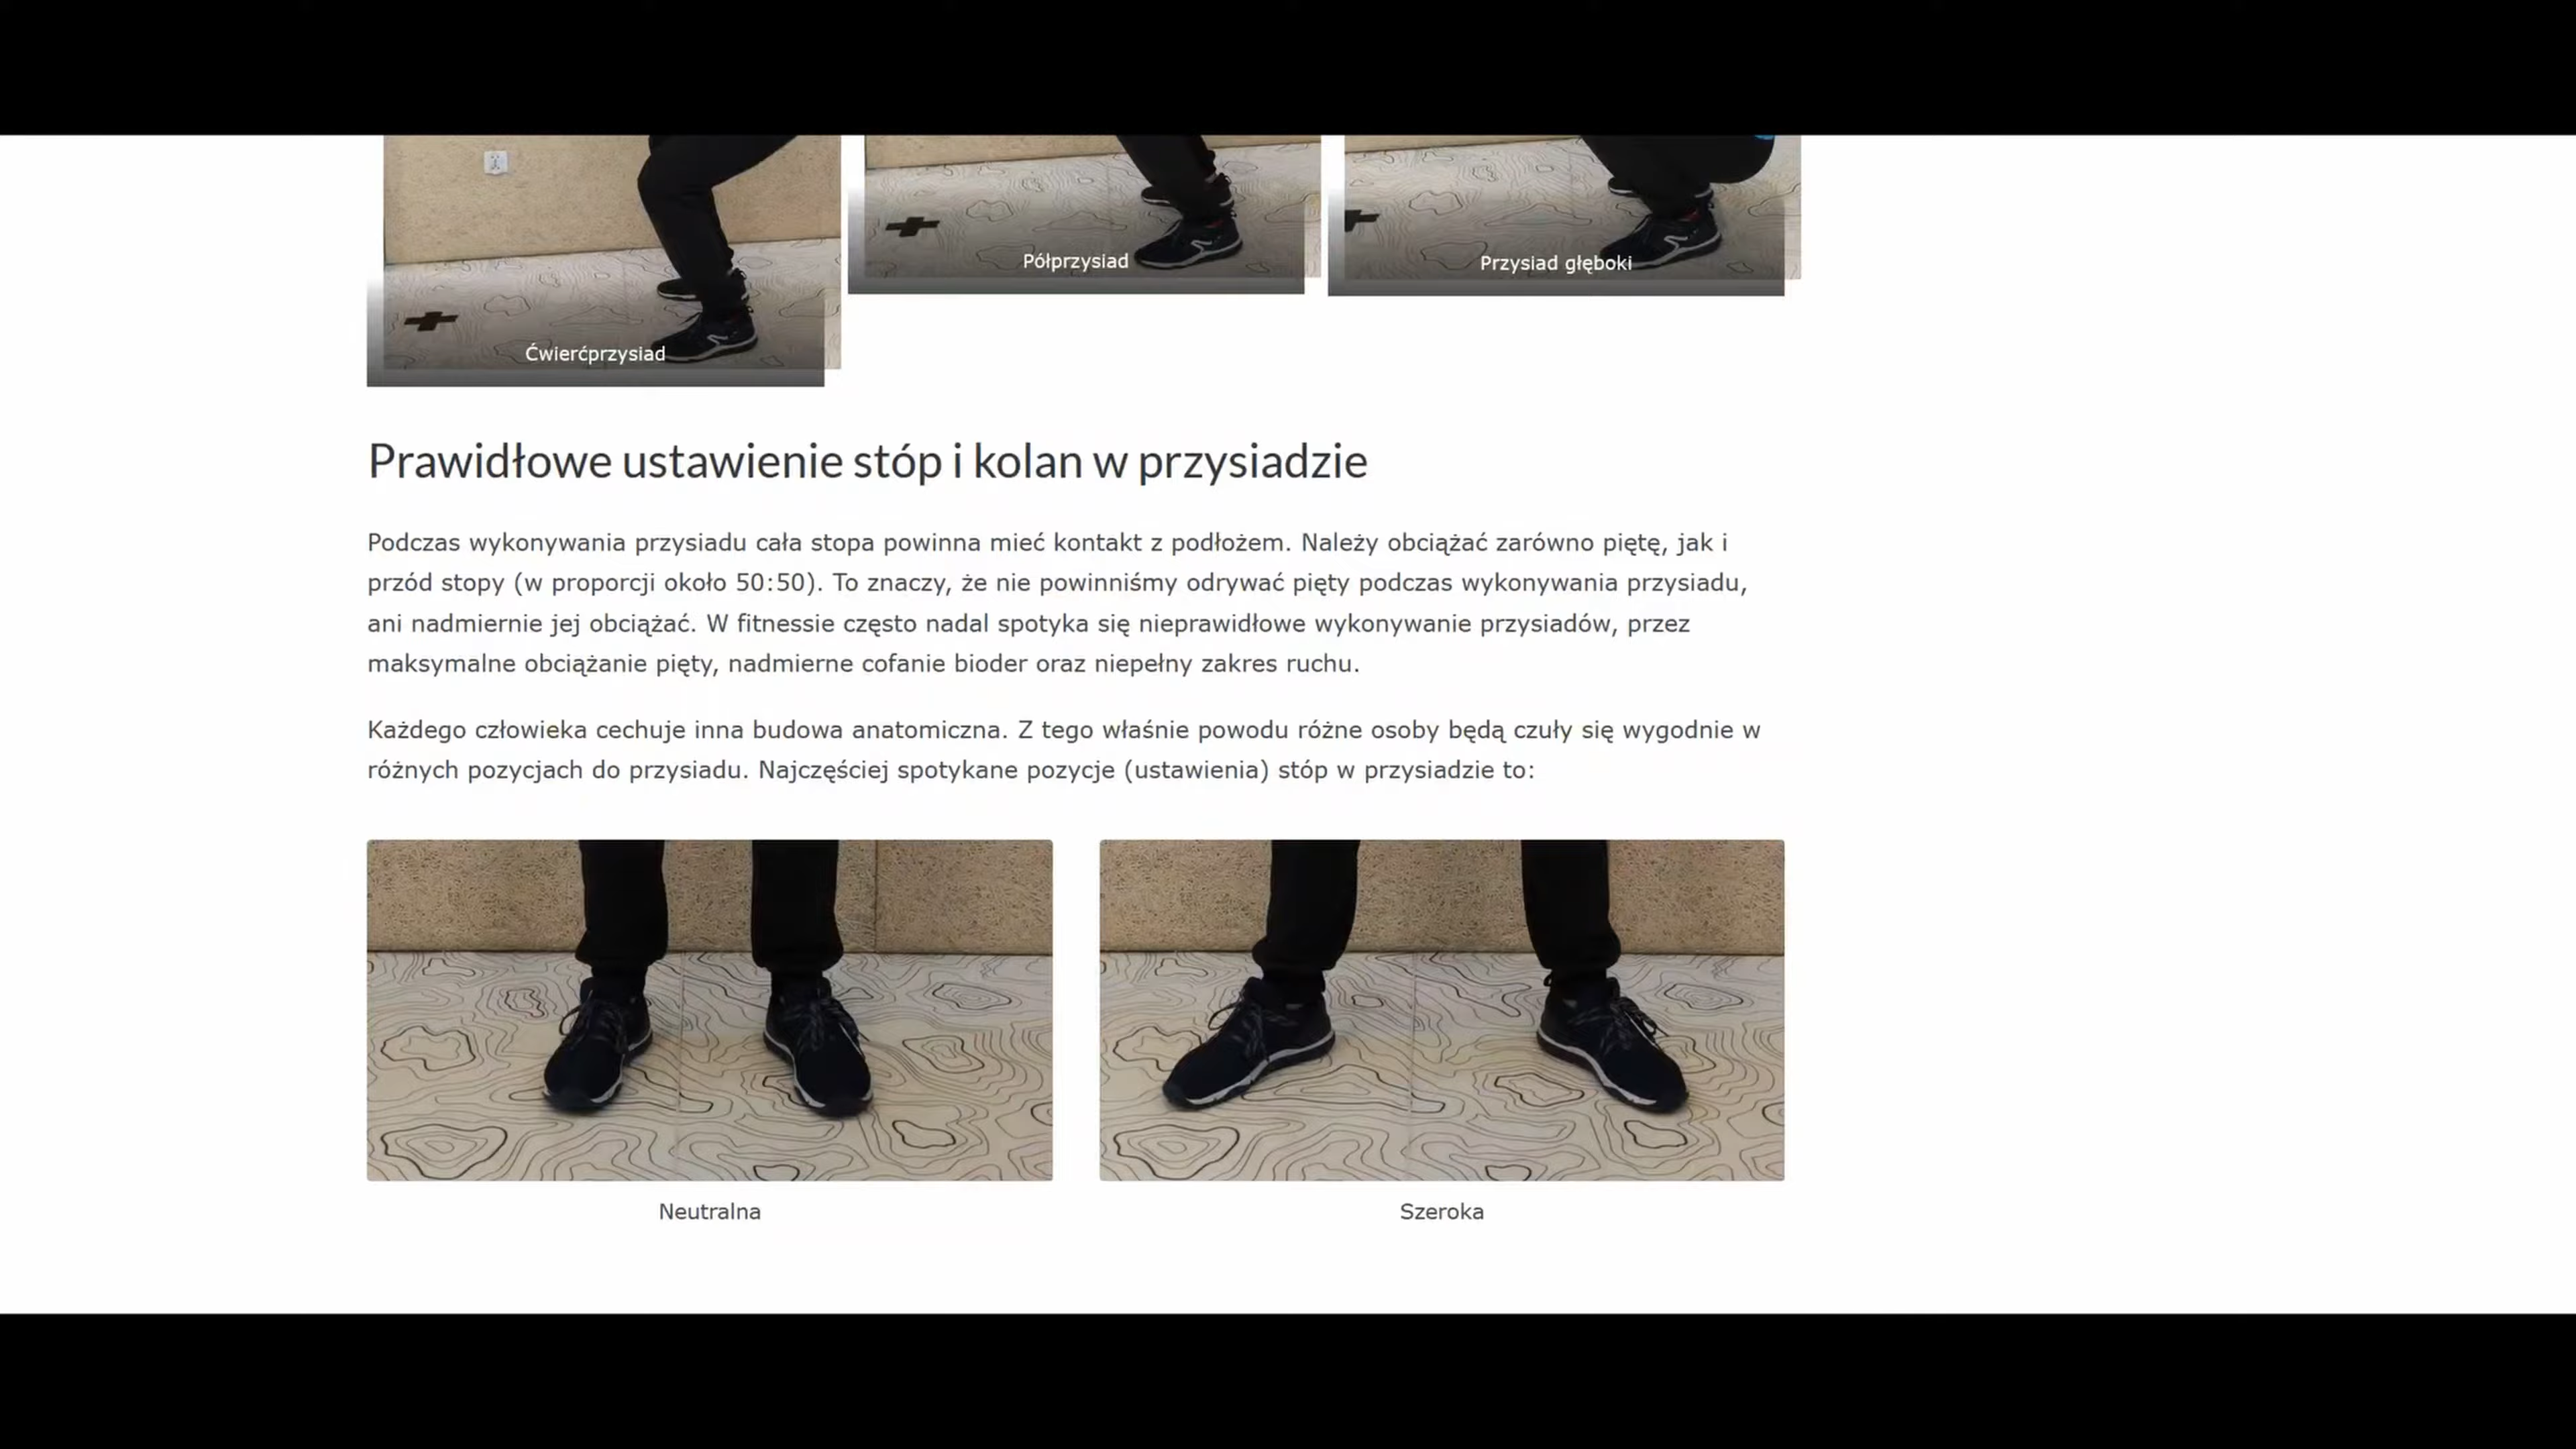 Ćwierćprzysiad
Półprzysiad
Przysiad głęboki
Prawidłowe ustawienie stóp i kolan w przysiadzie
Podczas wykonywania przysiadu cała stopa powinna mieć kontakt z podłożem. Należy obciążać zarówno piętę, jak i
przód stopy (w proporcji około 50:50). To znaczy, że nie powinniśmy odrywać pięty podczas wykonywania przysiadu,
ani nadmiernie jej obciążać. W fitnessie często nadal spotyka się nieprawidłowe wykonywanie przysiadów, przez
maksymalne obciążanie pięty, nadmierne cofanie bioder oraz niepełny zakres ruchu.
Każdego człowieka cechuje inna budowa anatomiczna. Z tego właśnie powodu różne osoby będą czuły się wygodnie w
różnych pozycjach do przysiadu. Najczęściej spotykane pozycje (ustawienia) stóp w przysiadzie to:
Neutralna
Szeroka